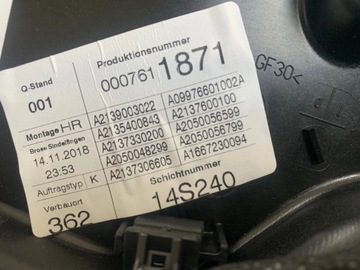 Q-Stand
001
Produktionsnummer
000761 1871
Montage HR
Brose Sindelfingen
14.11.2018
23:53
Auftragstyp K
Verbauort
362
A2139003022 A09976601002A
A2135400843 A2137600100
A2137330200 A2050056599
A2050048299 A2050056799
A2137306605 A1667230094
Schichtnummer
14S240
GF30<